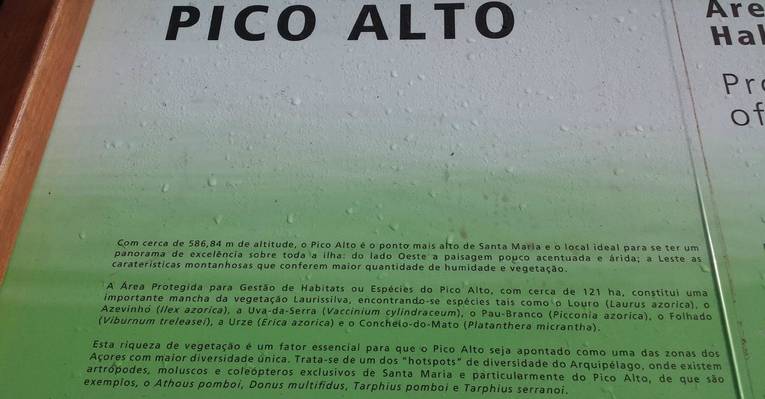 PICO ALTO
Com cerca de 586,84 m de altitude, o Pico Alto é o ponto mais alto de Santa Maria e o local ideal para se ter um
panorama de excelência sobre toda a ilha: do lado Oeste a paisagem pouco acentuada e árida; a Leste as
caraterísticas montanhosas que conferem maior quantidade de humidade e vegetação.
A Área Protegida para Gestão de Habitats ou Espécies do Pico Alto, com cerca de 121 ha, constitui uma
importante mancha da vegetação Laurissilva, encontrando-se espécies tais como o Louro (Laurus azorica), o
Azevinho (Ilex azorica), a Uva-da-Serra (Vaccinium cylindraceum), o Pau-Branco (Picconia azorica), o Folhado
(Viburnum treleasei), a Urze (Erica azorica) e o Conchelo-do-Mato (Platanthera micrantha).
Esta riqueza de vegetação é um fator essencial para que o Pico Alto seja apontado como uma das zonas dos
Açores com maior diversidade única. Trata-se de um dos "hotspots" de diversidade do Arquipélago, onde existem
artrópodes, moluscos e coleópteros exclusivos de Santa Maria e particularmente do Pico Alto, de que são
exemplos, o Athous pomboi, Donus multifidus, Tarphius pomboi e Tarphius serranoi.
Are
Hal
Pro
of